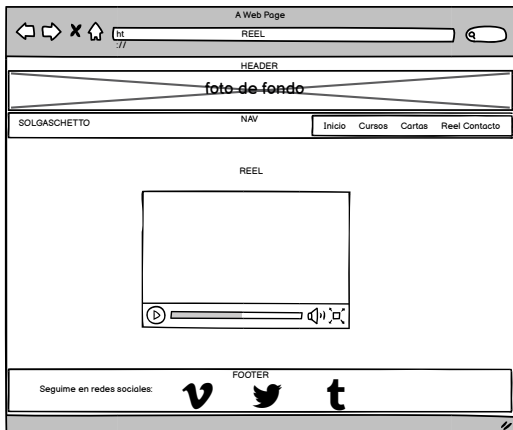 A Web Page
ht
://
REEL
HEADER
foto de fondo
SOLGASCHETTO
NAV
Inicio Cursos Cartas Reel Contacto
REEL
FOOTER
Seguime en redes sociales: